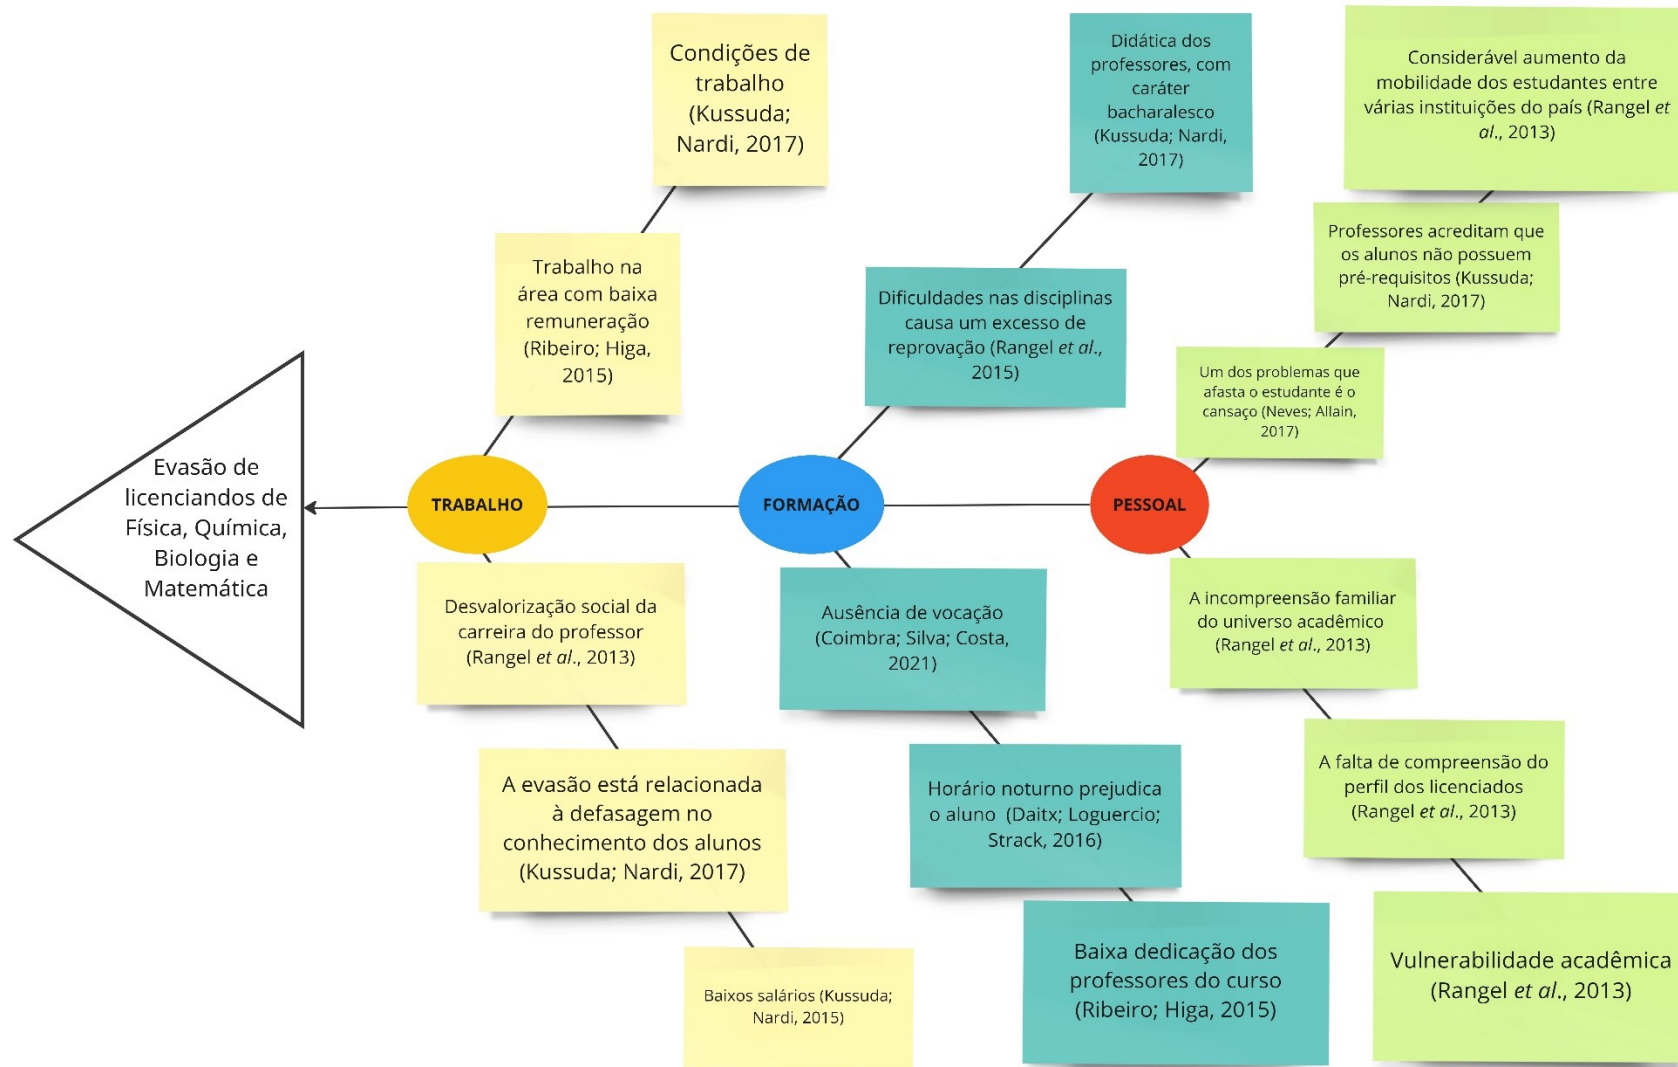 Condições de
trabalho
(Kussuda;
Nardi, 2017)
Didática dos
professores, com
caráter
bacharalesco
(Kussuda; Nardi,
2017)
Considerável aumento da
mobilidade dos estudantes entre
várias instituições do país (Rangel et
al., 2013)
Trabalho na
área com baixa
remuneração
(Ribeiro; Higa,
2015)
Dificuldades nas disciplinas
causa um excesso de
reprovação (Rangel et al.,
2015)
Professores acreditam que
os alunos não possuem
pré-requisitos (Kussuda;
Nardi, 2017)
Um dos problemas que
afasta o estudante é o
cansaço (Neves; Allain,
2017)
Evasão de
licenciandos de
Física, Química,
Biologia e
Matemática
TRABALHO
FORMAÇÃO
PESSOAL
Desvalorização social da
carreira do professor
(Rangel et al., 2013)
Ausência de vocação
(Coimbra; Silva; Costa,
2021)
A incompreensão familiar
do universo acadêmico
(Rangel et al., 2013)
A evasão está relacionada
à defasagem no
conhecimento dos alunos
(Kussuda; Nardi, 2017)
Horário noturno prejudica
o aluno (Daitx; Loguercio;
Strack, 2016)
A falta de compreensão do
perfil dos licenciados
(Rangel et al., 2013)
Baixos salários (Kussuda;
Nardi, 2015)
Baixa dedicação dos
professores do curso
(Ribeiro; Higa, 2015)
Vulnerabilidade acadêmica
(Rangel et al., 2013)